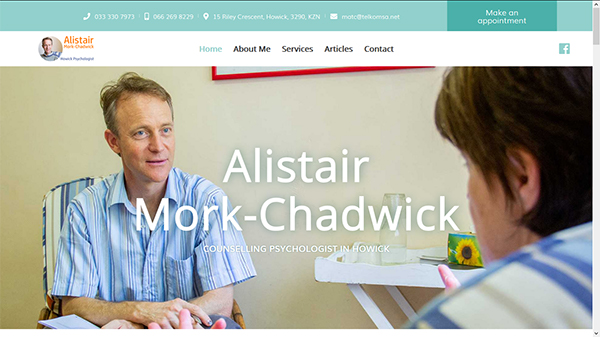 033 330 7973
066 269 8229
15 Riley Crescent, Howick, 3290, KZN
matc@telkomsa.net
Make an
appointment
Alistair
Mork-Chadwick
Howick Psychologist
Home
About Me
Services
Articles
Contact
Alistair
Mork-Chadwick
COUNSELLING PSYCHOLOGIST IN HOWICK